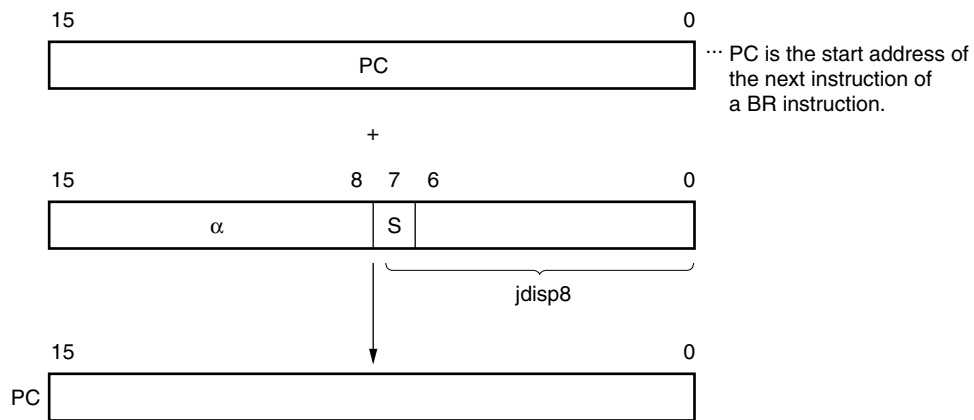 15 0
PC
... PC is the start address of
the next instruction of
a BR instruction.
+
15 8 7 6 0
α S
jdisp8
15 0
PC